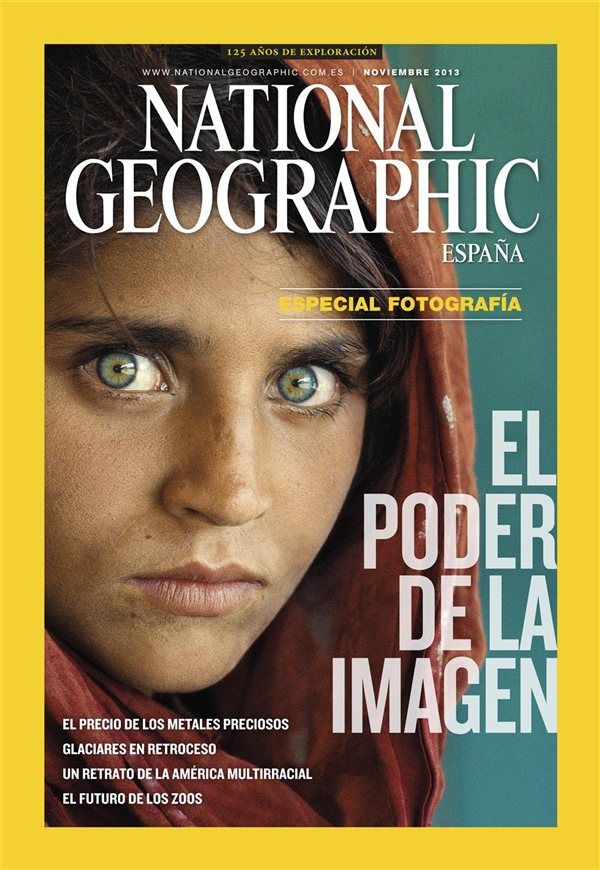 125 AÑOS DE EXPLORACIÓN
WWW.NATIONALGEOGRAPHIC.COM.ES | NOVIEMBRE 2013
NATIONAL
GEOGRAPHIC
ESPAÑA
ESPECIAL FOTOGRAFÍA
EL
PODER
DE LA
IMAGEN
EL PRECIO DE LOS METALES PRECIOSOS
GLACIARES EN RETROCESO
UN RETRATO DE LA AMÉRICA MULTIRRACIAL
EL FUTURO DE LOS ZOOS